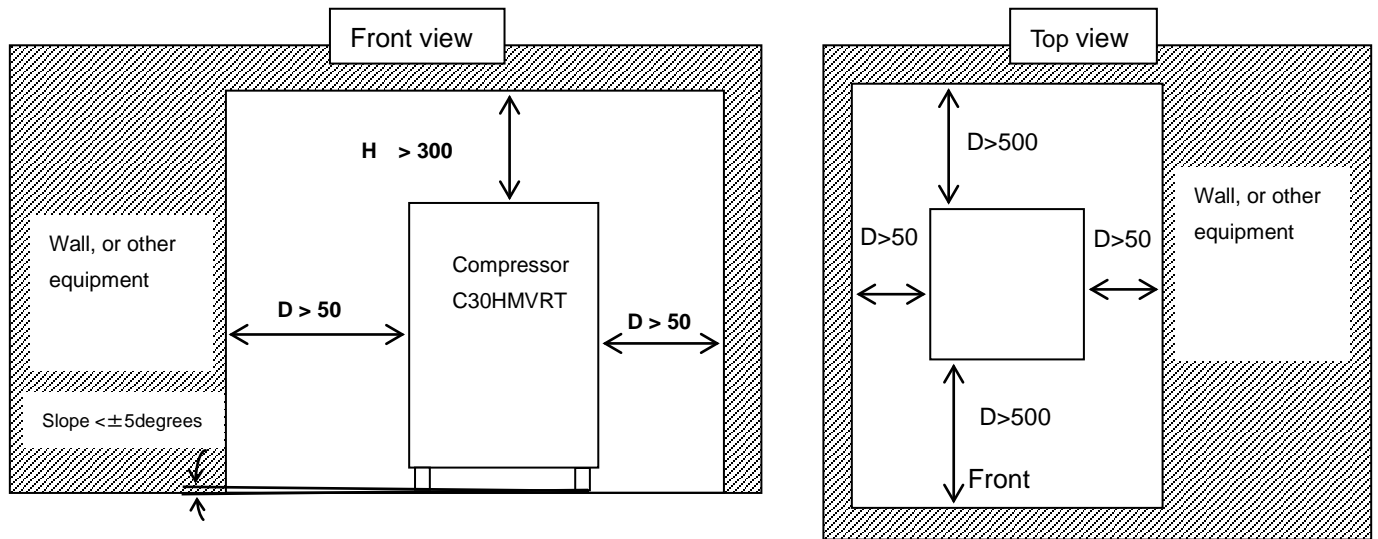 Front view
H > 300
Wall, or other
equipment
Compressor
C30HMVRT
D > 50
D > 50
Slope <±5degrees
Top view
D>500
Wall, or other
equipment
D>50
D>50
D>500
Front